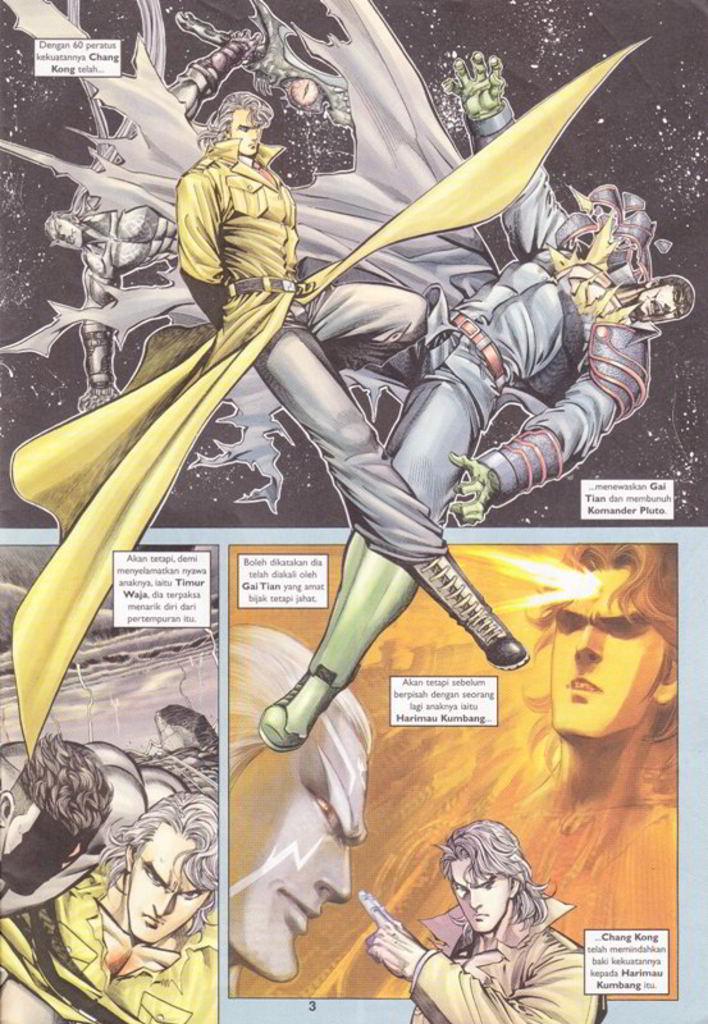 Dengan 60 peratus
kekuatannya Chang
Kong telah...
...menewaskan Gai
Tian dan membunuh
Komander Pluto.
Akan tetapi, demi
menyelamatkan nyawa
anaknya, iaitu Timur
Waja, dia terpaksa
menarik diri dari
pertempuran itu.
Boleh dikatakan dia
telah diakali oleh
Gai Tian yang amat
bijak tetapi jahat.
Akan tetapi sebelum
berpisah dengan seorang
lagi anaknya iaitu
Harimau Kumbang...
...Chang Kong
telah memindahkan
baki kekuatannya
kepada Harimau
Kumbang itu.
3